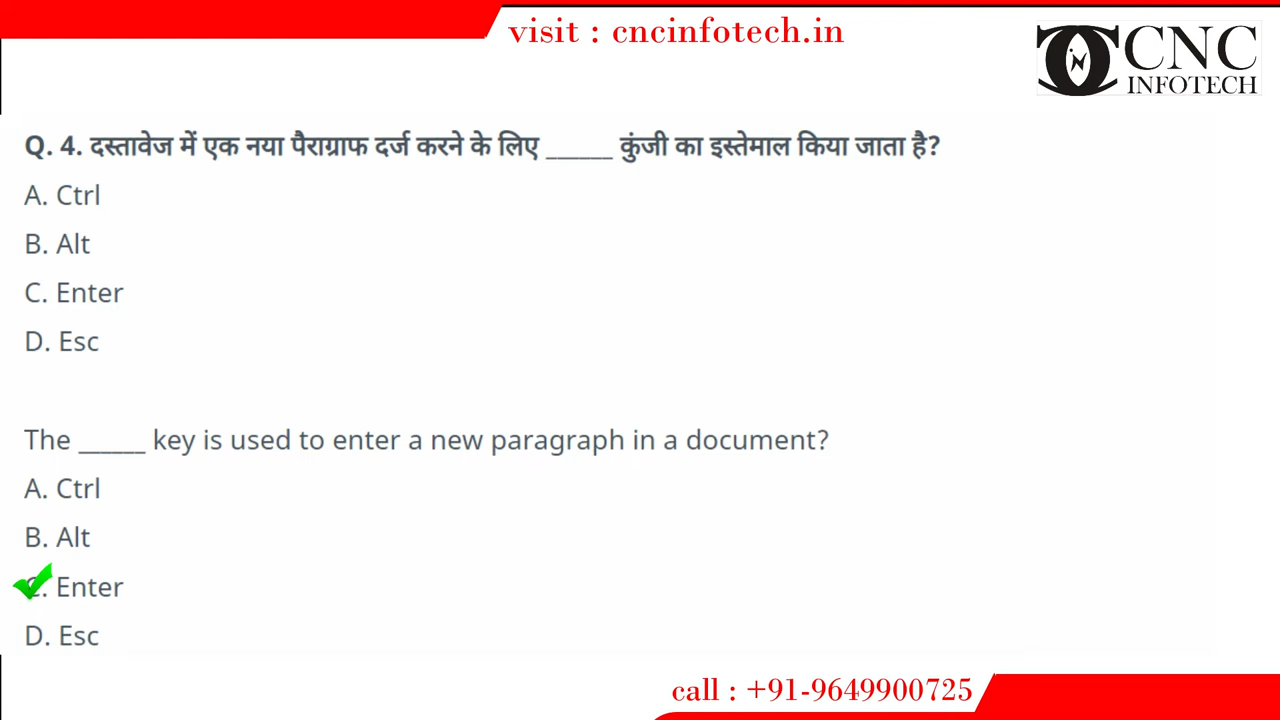 visit : cncinfotech.in
CNC
INFOTECH
Q. 4. दस्तावेज में एक नया पैराग्राफ दर्ज करने के लिए ______ कुंजी का इस्तेमाल किया जाता है?
A. Ctrl
B. Alt
C. Enter
D. Esc
The ______ key is used to enter a new paragraph in a document?
A. Ctrl
B. Alt
C. Enter
D. Esc
call : +91-9649900725